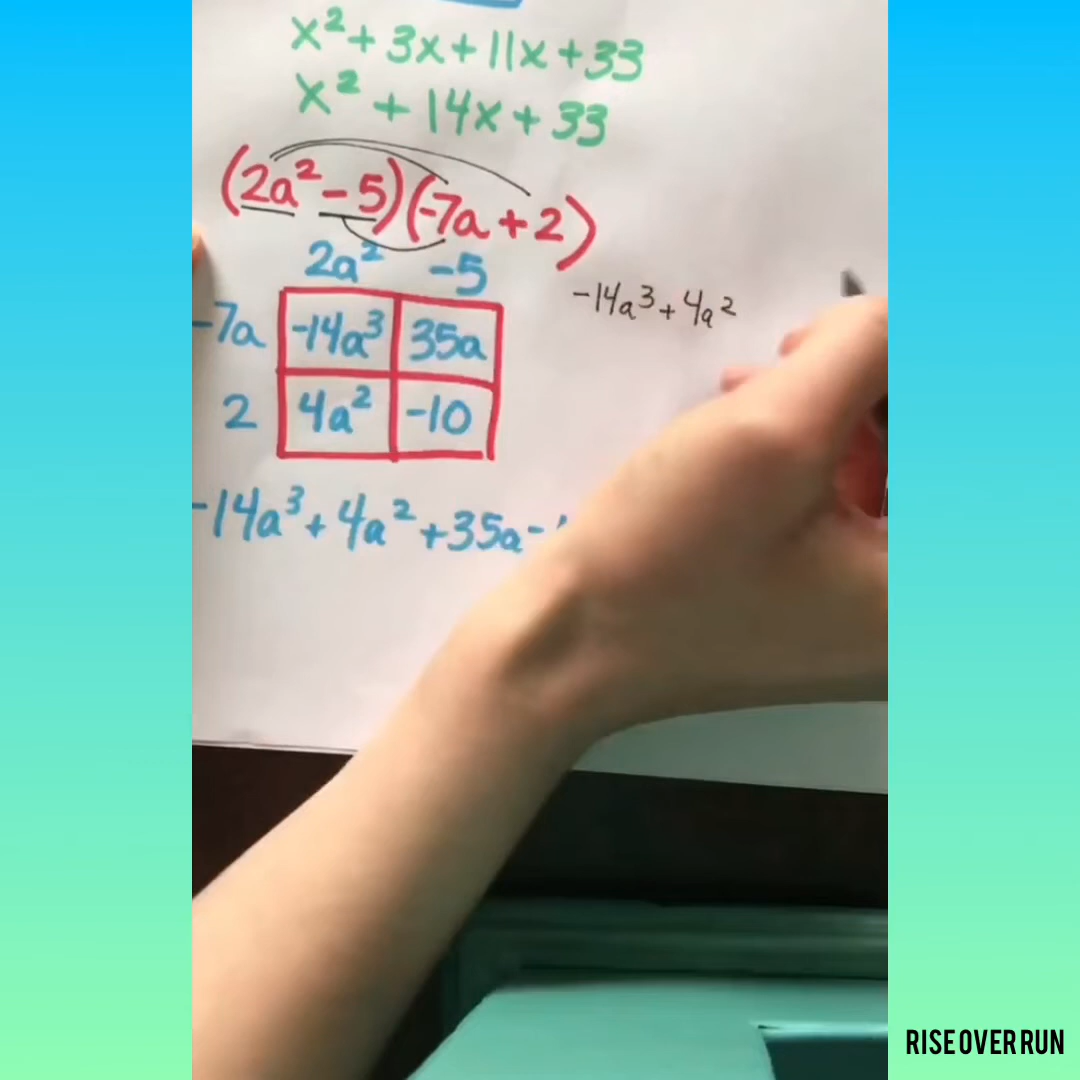 x² + 3x + 11x + 33
x² + 14x + 33
(2a² - 5)(-7a + 2)
2a² -5
-7a -14a³ 35a
2 4a² -10
-14a³ + 4a²
-14a³ + 4a² + 35a -
RISE OVER RUN